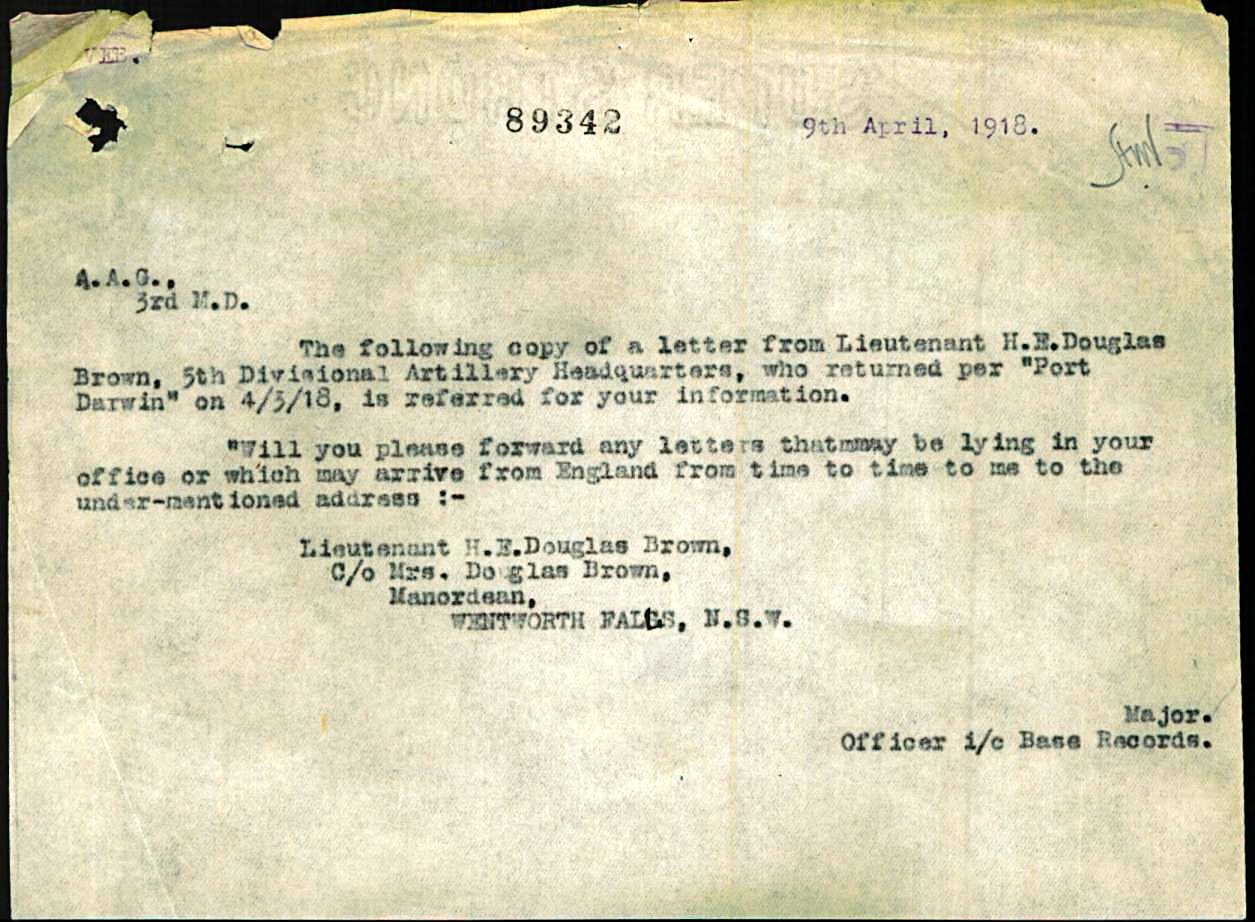 VEB.
89342
9th April, 1918.
A.A.G.,
3rd M.D.
The following copy of a letter from Lieutenant H.E.Douglas
Brown, 5th Divisional Artillery Headquarters, who returned per "Port
Darwin" on 4/3/18, is referred for your information.
"Will you please forward any letters thatmmay be lying in your
office or which may arrive from England from time to time to me to the
under-mentioned address :-
Lieutenant H.E.Douglas Brown,
C/o Mrs. Douglas Brown,
Manordean,
WENTWORTH FALLS, N.S.W.
Major.
Officer i/c Base Records.